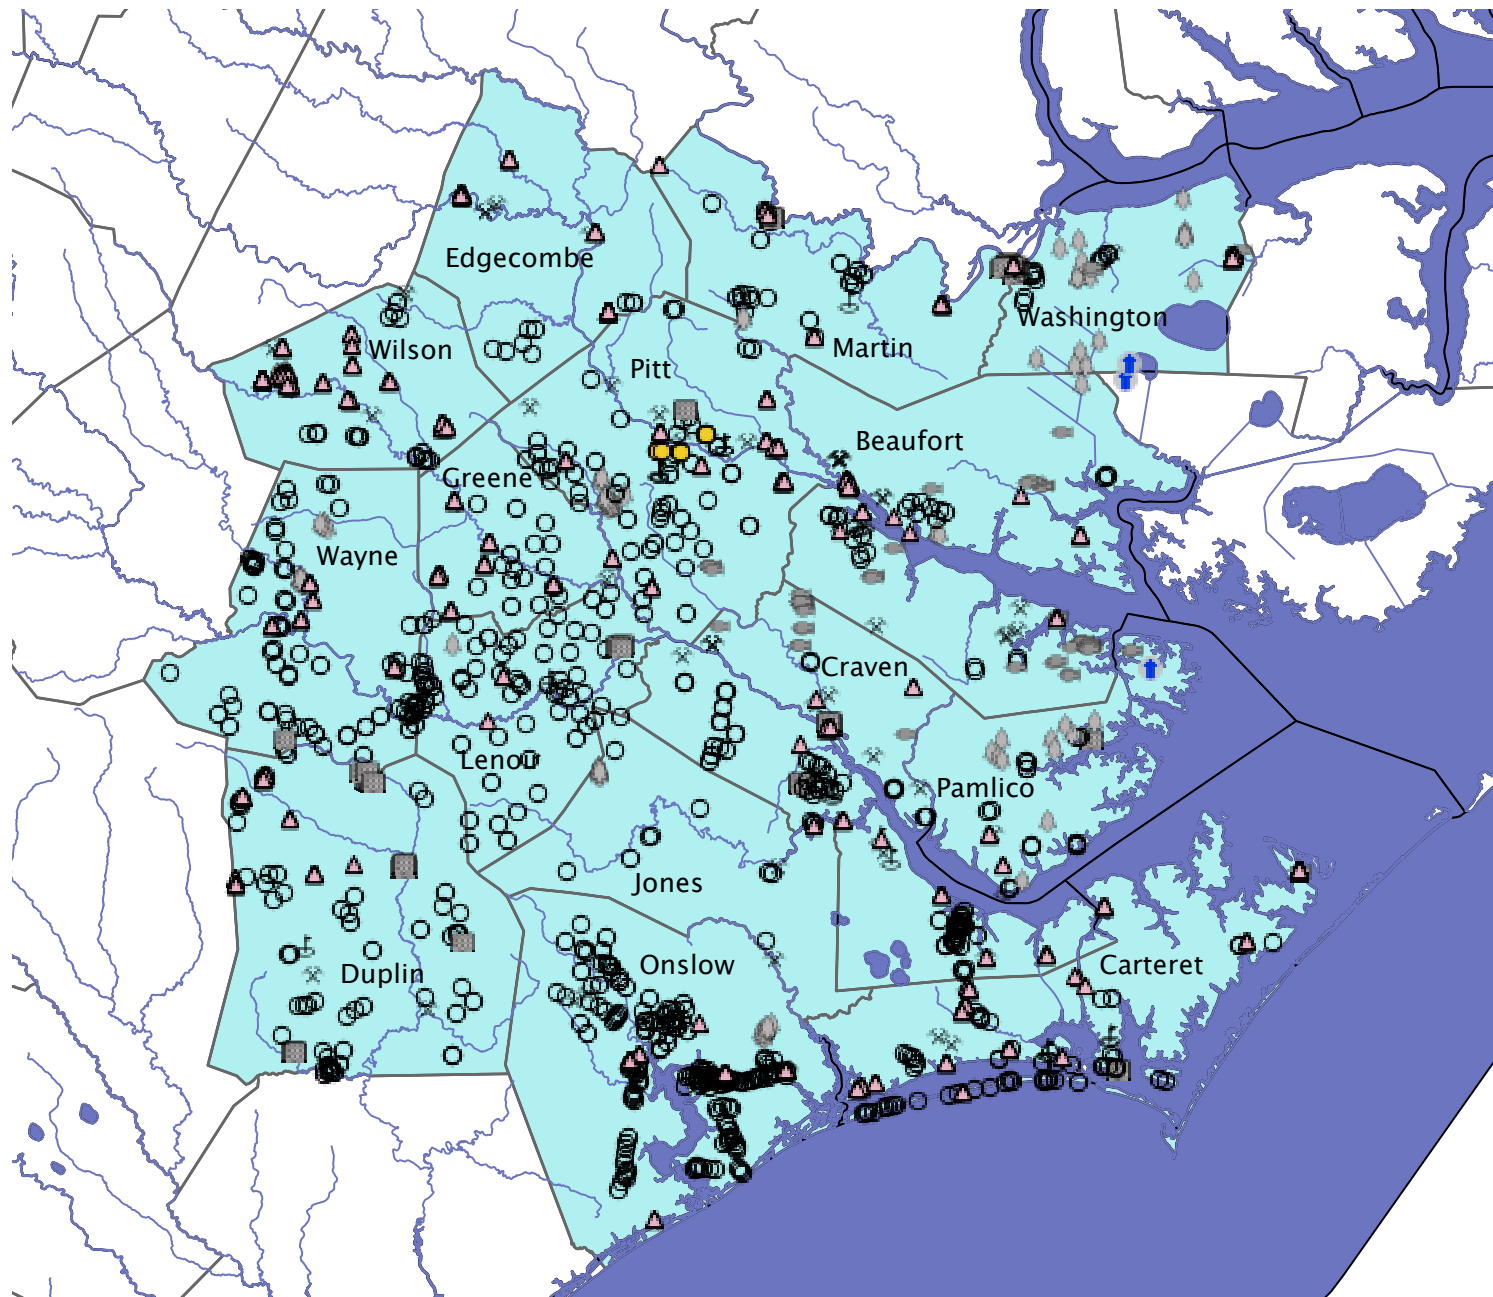 Edgecombe
Washington
Wilson
Martin
Pitt
Beaufort
Greene
Wayne
Craven
Lenoir
Pamlico
Jones
Onslow
Carteret
Duplin